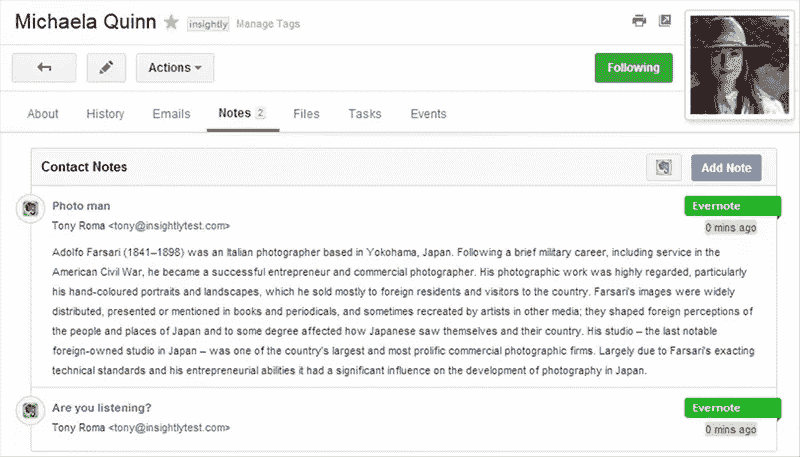 Michaela Quinn insightly Manage Tags
Actions Following
About History Emails Notes 2 Files Tasks Events
Contact Notes Add Note
Photo man Evernote
Tony Roma <tony@insightlytest.com> 0 mins ago
Adolfo Farsari (1841–1898) was an Italian photographer based in Yokohama, Japan. Following a brief military career, including service in the
American Civil War, he became a successful entrepreneur and commercial photographer. His photographic work was highly regarded, particularly
his hand-coloured portraits and landscapes, which he sold mostly to foreign residents and visitors to the country. Farsari's images were widely
distributed, presented or mentioned in books and periodicals, and sometimes recreated by artists in other media; they shaped foreign perceptions
of the people and places of Japan and to some degree affected how Japanese saw themselves and their country. His studio – the last notable
foreign-owned studio in Japan – was one of the country's largest and most prolific commercial photographic firms. Largely due to Farsari's exacting
technical standards and his entrepreneurial abilities it had a significant influence on the development of photography in Japan.
Are you listening? Evernote
Tony Roma <tony@insightlytest.com> 0 mins ago